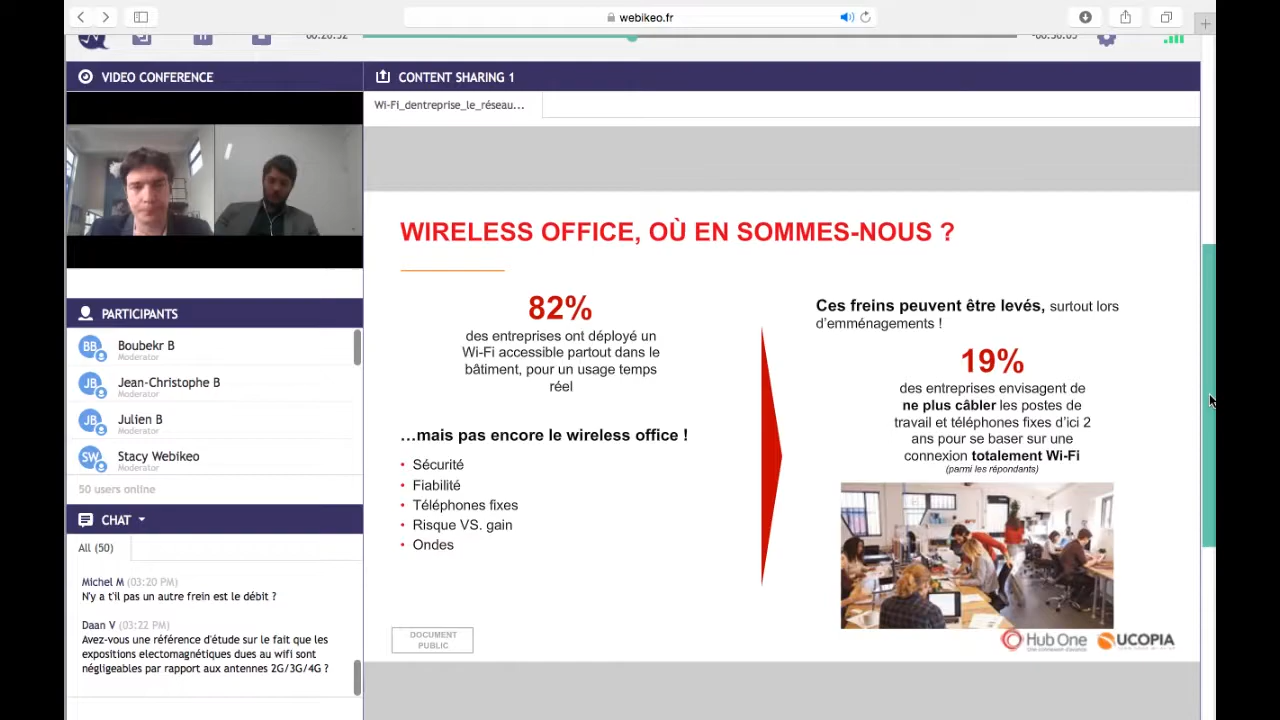 webikeo.fr
VIDEO CONFERENCE
CONTENT SHARING 1
Wi-Fi_dentreprise_le_réseau...
WIRELESS OFFICE, OÙ EN SOMMES-NOUS ?
82%
des entreprises ont déployé un
Wi-Fi accessible partout dans le
bâtiment, pour un usage temps
réel
…mais pas encore le wireless office !
• Sécurité
• Fiabilité
• Téléphones fixes
• Risque VS. gain
• Ondes
Ces freins peuvent être levés, surtout lors
d'emménagements !
19%
des entreprises envisagent de
ne plus câbler les postes de
travail et téléphones fixes d'ici 2
ans pour se baser sur une
connexion totalement Wi-Fi
(parmi les répondants)
DOCUMENT
PUBLIC
Hub One
UCOPIA
PARTICIPANTS
BB
Boubekr B
Moderator
JB
Jean-Christophe B
Moderator
JB
Julien B
Moderator
SW
Stacy Webikeo
Moderator
50 users online
CHAT
All (50)
Michel M (03:20 PM)
N'y a t'il pas un autre frein est le débit ?
Daan V (03:22 PM)
Avez-vous une référence d'étude sur le fait que les
expositions electomagnétiques dues au wifi sont
négligeables par rapport aux antennes 2G/3G/4G ?